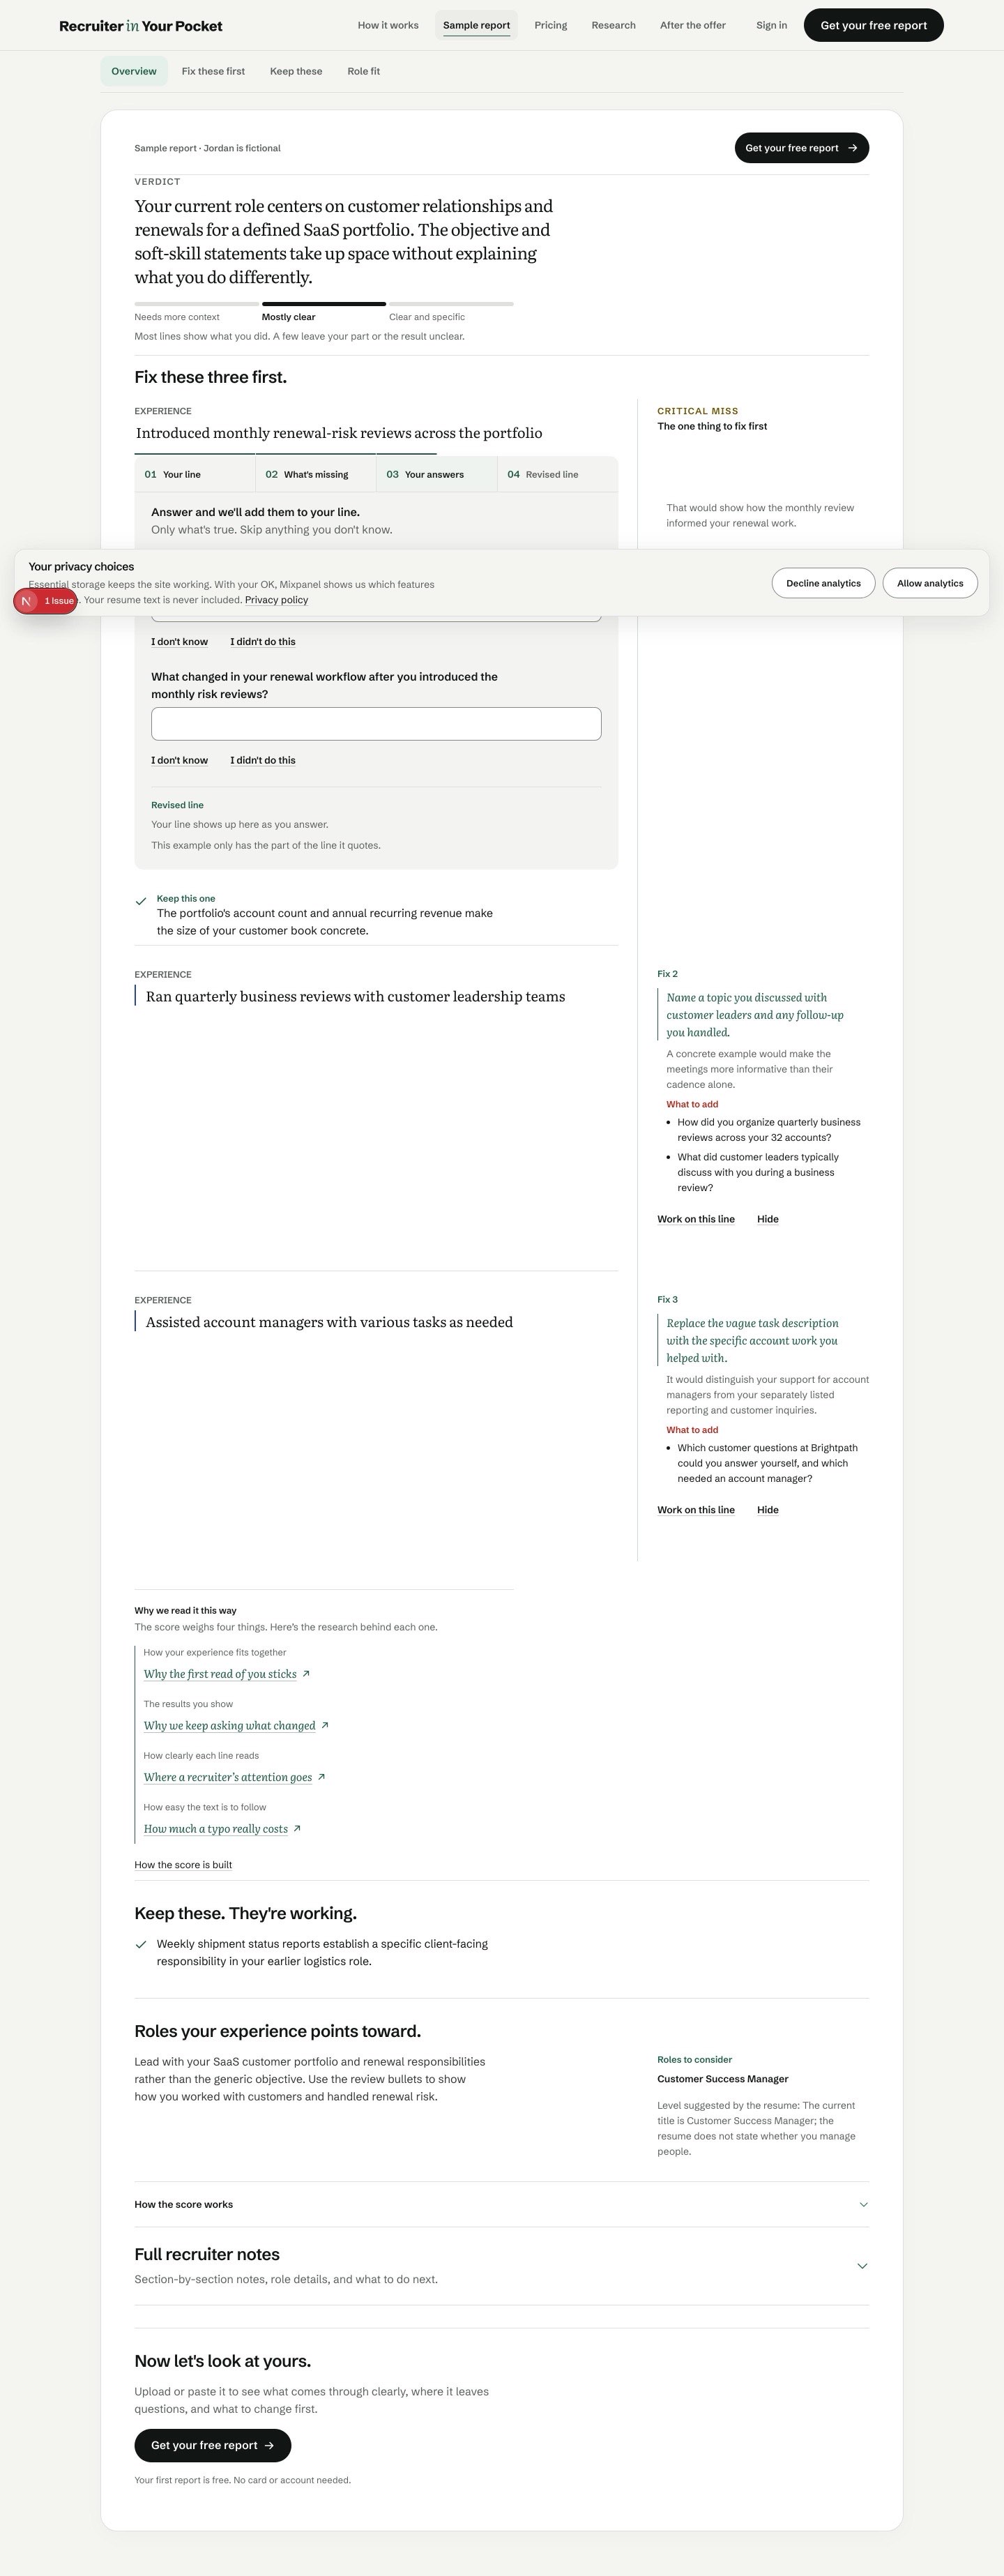 Recruiter in Your Pocket
How it works
Sample report
Pricing
Research
After the offer
Sign in
Get your free report
Overview
Fix these first
Keep these
Role fit
Sample report · Jordan is fictional
Get your free report →
VERDICT
Your current role centers on customer relationships and
renewals for a defined SaaS portfolio. The objective and
soft-skill statements take up space without explaining
what you do differently.
Needs more context
Mostly clear
Clear and specific
Most lines show what you did. A few leave your part or the result unclear.
Fix these three first.
EXPERIENCE
Introduced monthly renewal-risk reviews across the portfolio
01 Your line
02 What's missing
03 Your answers
04 Revised line
Answer and we'll add them to your line.
Only what's true. Skip anything you don't know.
CRITICAL MISS
The one thing to fix first
That would show how the monthly review
informed your renewal work.
Your privacy choices
Essential storage keeps the site working. With your OK, Mixpanel shows us which features
. Your resume text is never included. Privacy policy
Decline analytics
Allow analytics
N 1 Issue
I don't know
I didn't do this
What changed in your renewal workflow after you introduced the
monthly risk reviews?
I don't know
I didn't do this
Revised line
Your line shows up here as you answer.
This example only has the part of the line it quotes.
Keep this one
The portfolio's account count and annual recurring revenue make
the size of your customer book concrete.
EXPERIENCE
Ran quarterly business reviews with customer leadership teams
Fix 2
Name a topic you discussed with
customer leaders and any follow-up
you handled.
A concrete example would make the
meetings more informative than their
cadence alone.
What to add
• How did you organize quarterly business
reviews across your 32 accounts?
• What did customer leaders typically
discuss with you during a business
review?
Work on this line
Hide
EXPERIENCE
Assisted account managers with various tasks as needed
Fix 3
Replace the vague task description
with the specific account work you
helped with.
It would distinguish your support for account
managers from your separately listed
reporting and customer inquiries.
What to add
• Which customer questions at Brightpath
could you answer yourself, and which
needed an account manager?
Work on this line
Hide
Why we read it this way
The score weighs four things. Here's the research behind each one.
How your experience fits together
Why the first read of you sticks ↗
The results you show
Why we keep asking what changed ↗
How clearly each line reads
Where a recruiter's attention goes ↗
How easy the text is to follow
How much a typo really costs ↗
How the score is built
Keep these. They're working.
Weekly shipment status reports establish a specific client-facing
responsibility in your earlier logistics role.
Roles your experience points toward.
Lead with your SaaS customer portfolio and renewal responsibilities
rather than the generic objective. Use the review bullets to show
how you worked with customers and handled renewal risk.
Roles to consider
Customer Success Manager
Level suggested by the resume: The current
title is Customer Success Manager; the
resume does not state whether you manage
people.
How the score works
Full recruiter notes
Section-by-section notes, role details, and what to do next.
Now let's look at yours.
Upload or paste it to see what comes through clearly, where it leaves
questions, and what to change first.
Get your free report →
Your first report is free. No card or account needed.